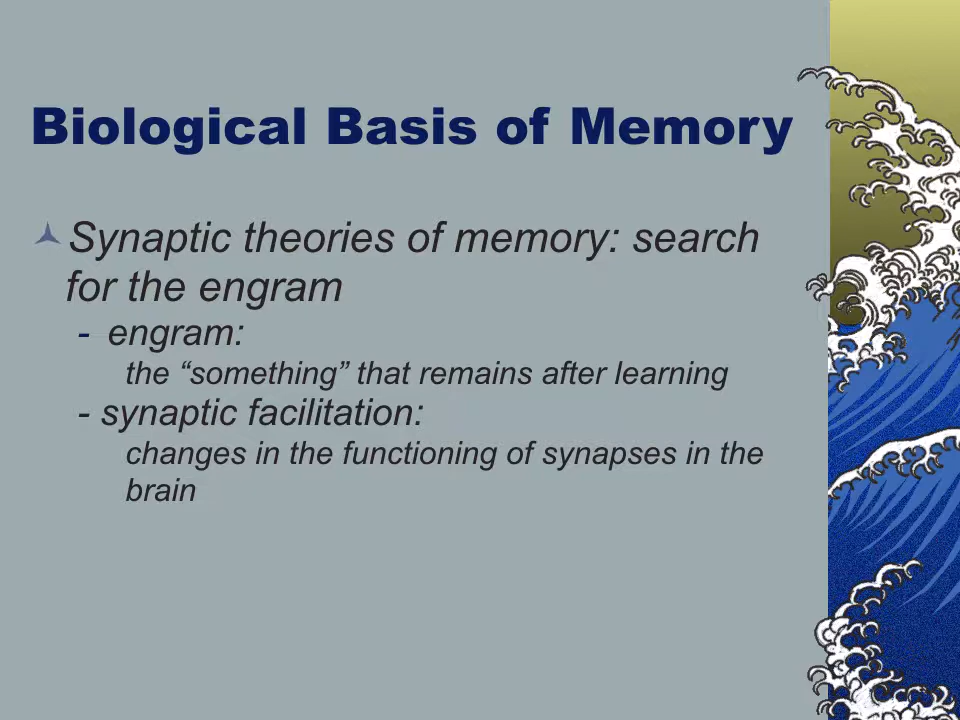 Biological Basis of Memory
Synaptic theories of memory: search
for the engram
- engram:
the “something” that remains after learning
- synaptic facilitation:
changes in the functioning of synapses in the
brain